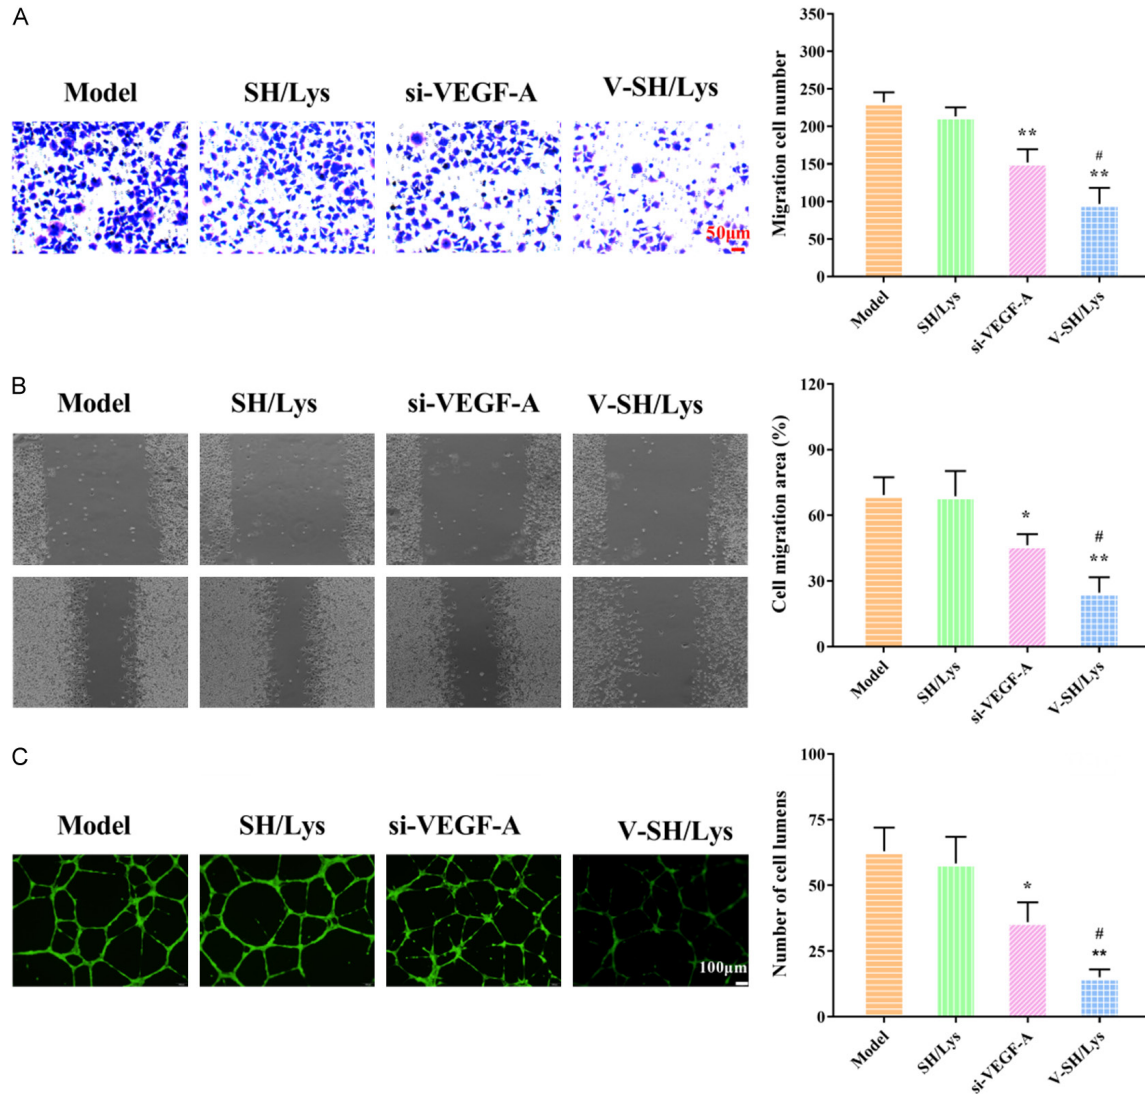 A
Model
SH/Lys
si-VEGF-A
V-SH/Lys
50μm
Migration cell number
350
300
250
200
150
100
50
0
**
#
**
Model
SH/Lys
si-VEGF-A
V-SH/Lys
B
Model
SH/Lys
si-VEGF-A
V-SH/Lys
Cell migration area (%)
120
90
60
30
0
*
#
**
Model
SH/Lys
si-VEGF-A
V-SH/Lys
C
Model
SH/Lys
si-VEGF-A
V-SH/Lys
100μm
Number of cell lumens
100
75
50
25
0
*
#
**
Model
SH/Lys
si-VEGF-A
V-SH/Lys